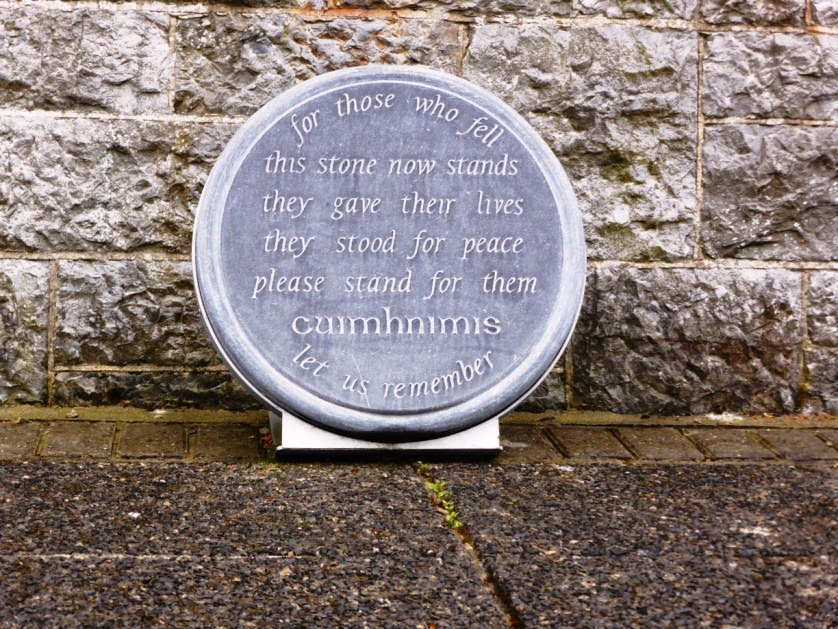 for those who fell
this stone now stands
they gave their lives
they stood for peace
please stand for them
cuimhnimis
let us remember